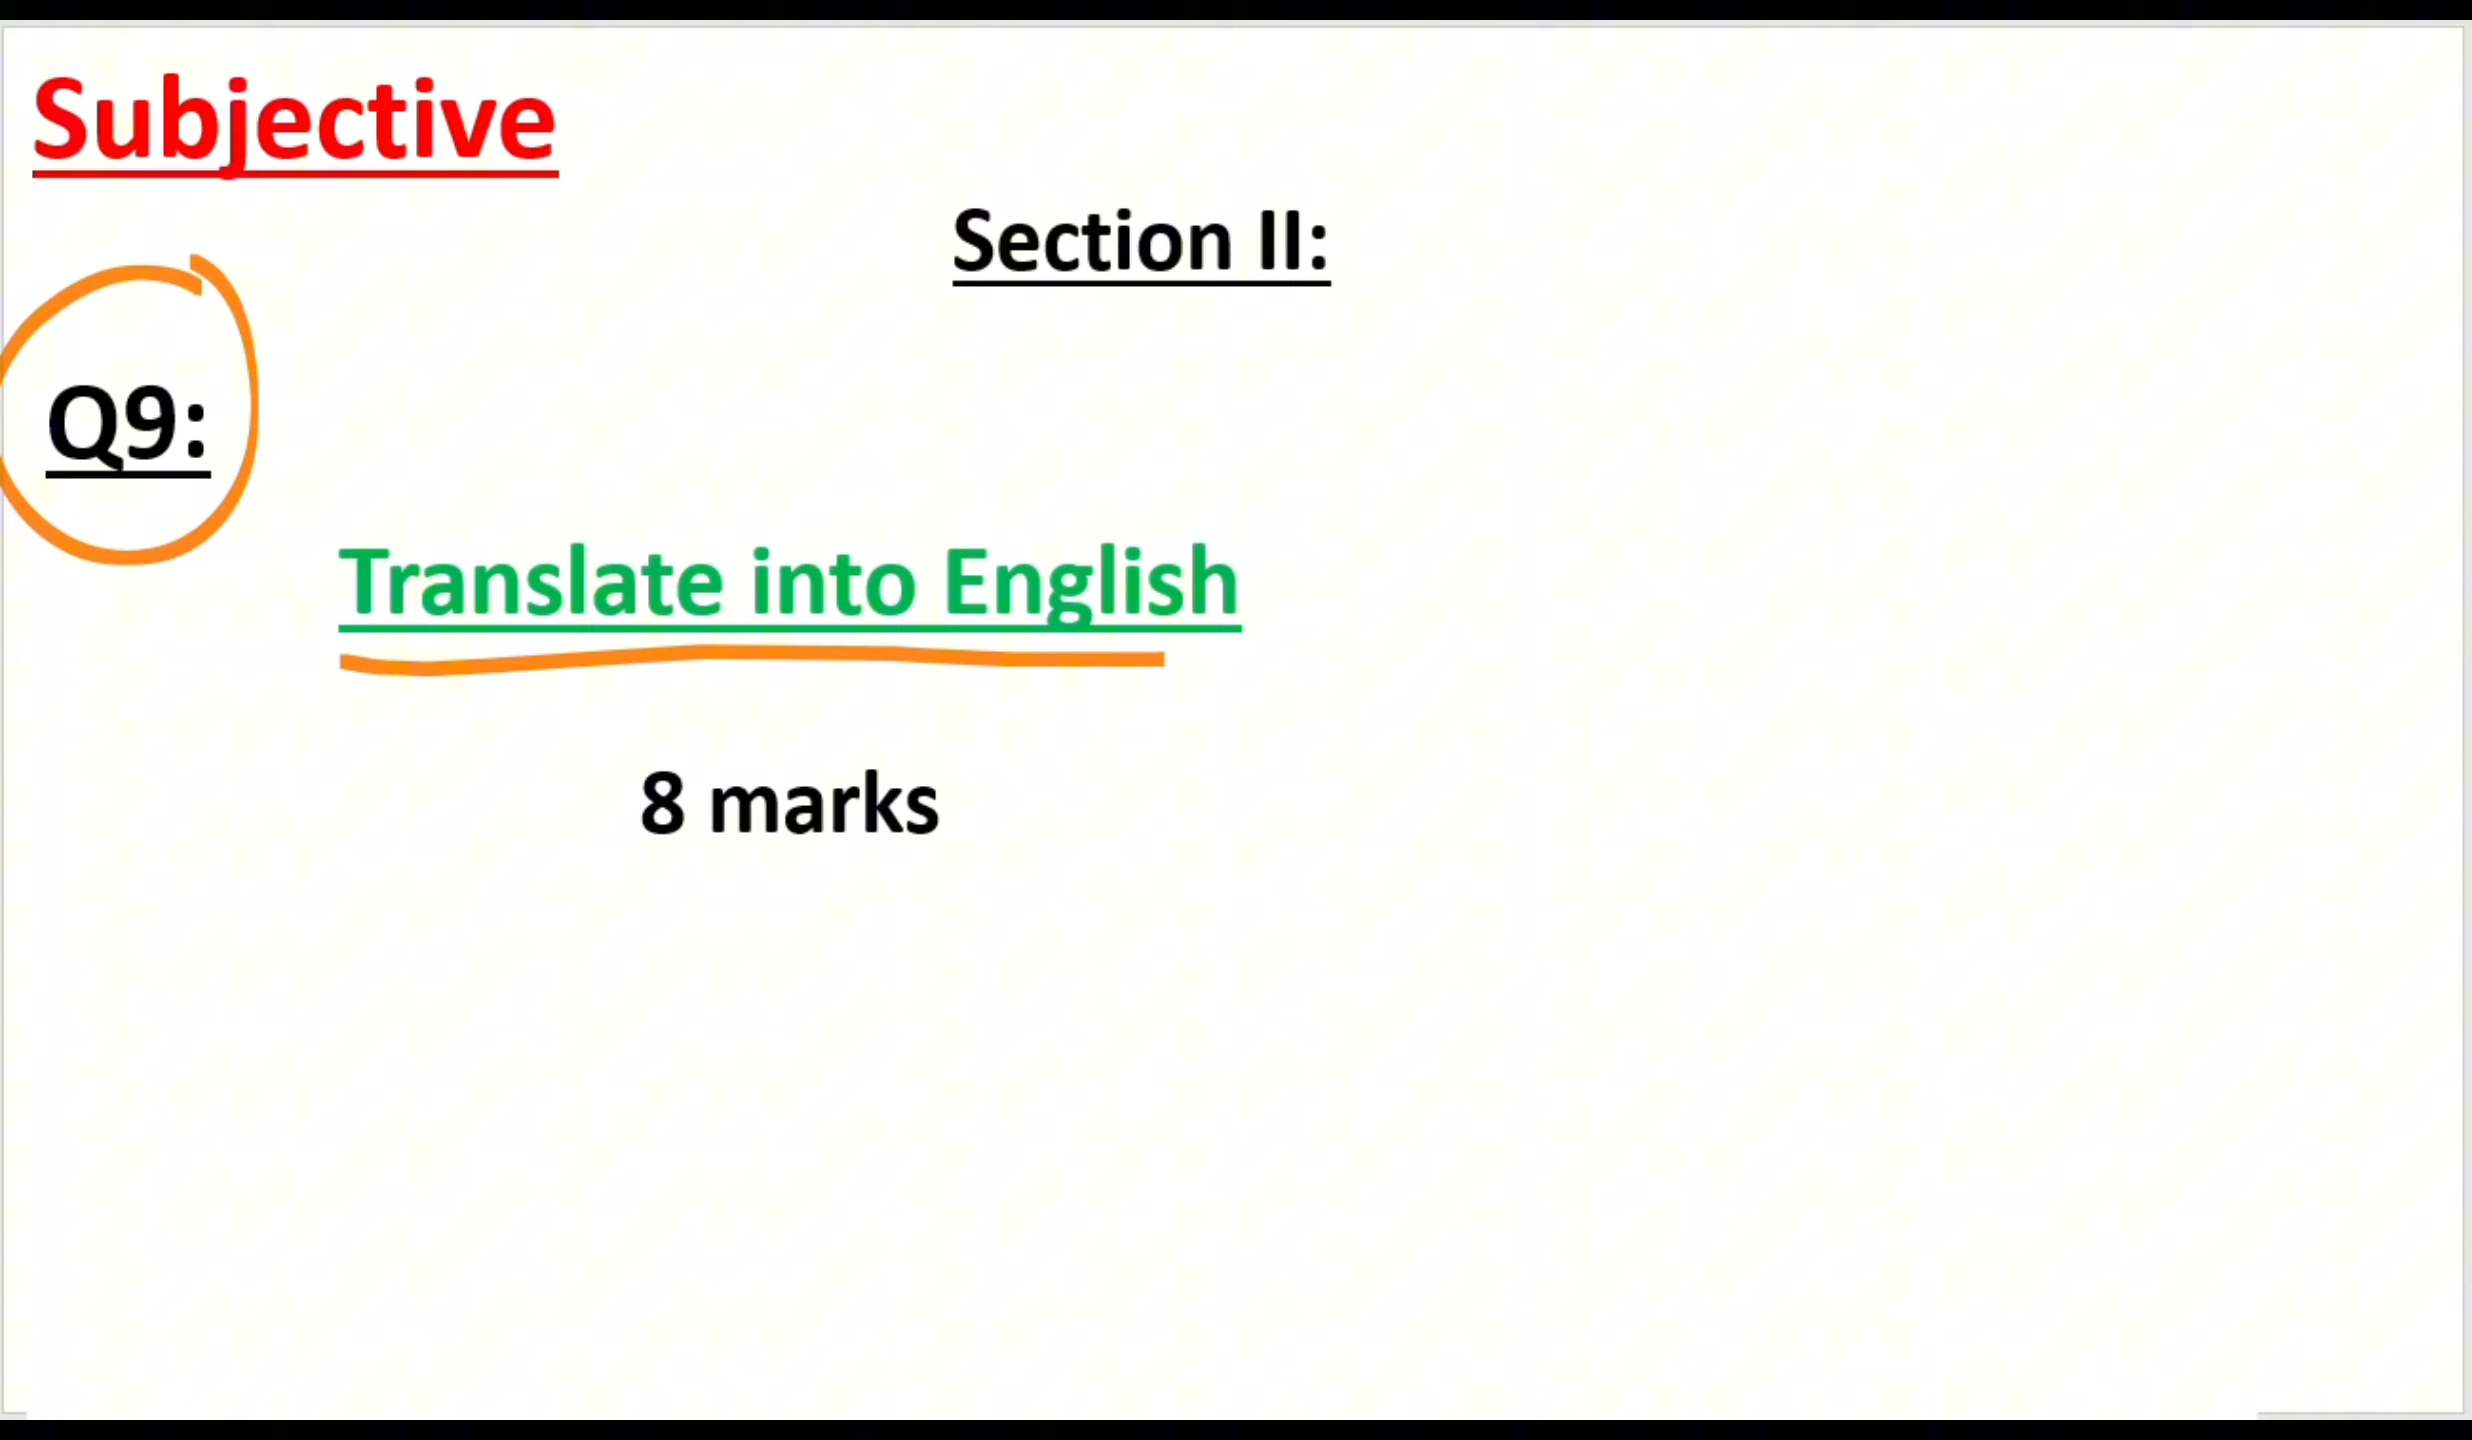 Subjective
Section II:
Q9:
Translate into English
8 marks